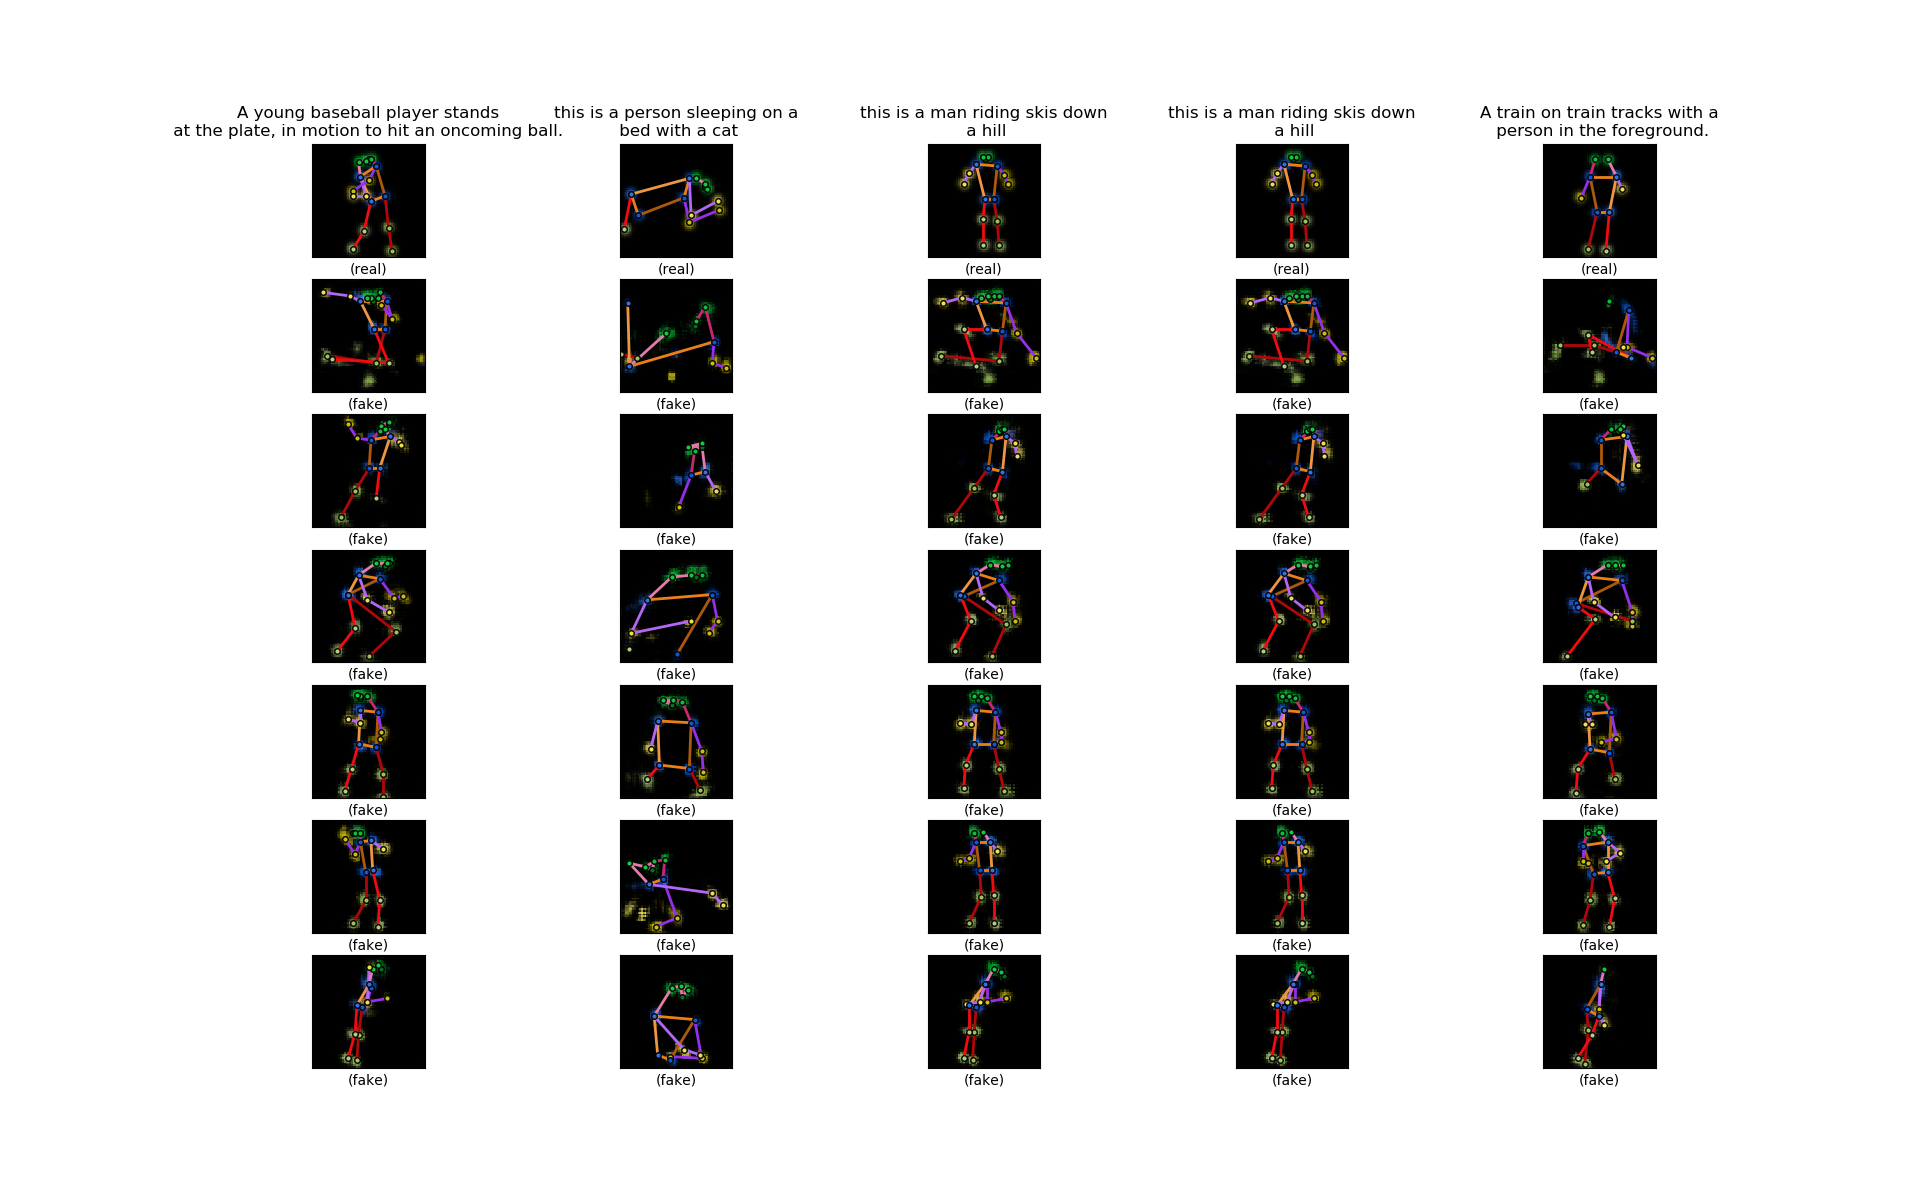 A young baseball player stands
at the plate, in motion to hit an oncoming ball.
this is a person sleeping on a
bed with a cat
this is a man riding skis down
a hill
this is a man riding skis down
a hill
A train on train tracks with a
person in the foreground.
(real) (real) (real) (real) (real)
(fake) (fake) (fake) (fake) (fake)
(fake) (fake) (fake) (fake) (fake)
(fake) (fake) (fake) (fake) (fake)
(fake) (fake) (fake) (fake) (fake)
(fake) (fake) (fake) (fake) (fake)
(fake) (fake) (fake) (fake) (fake)